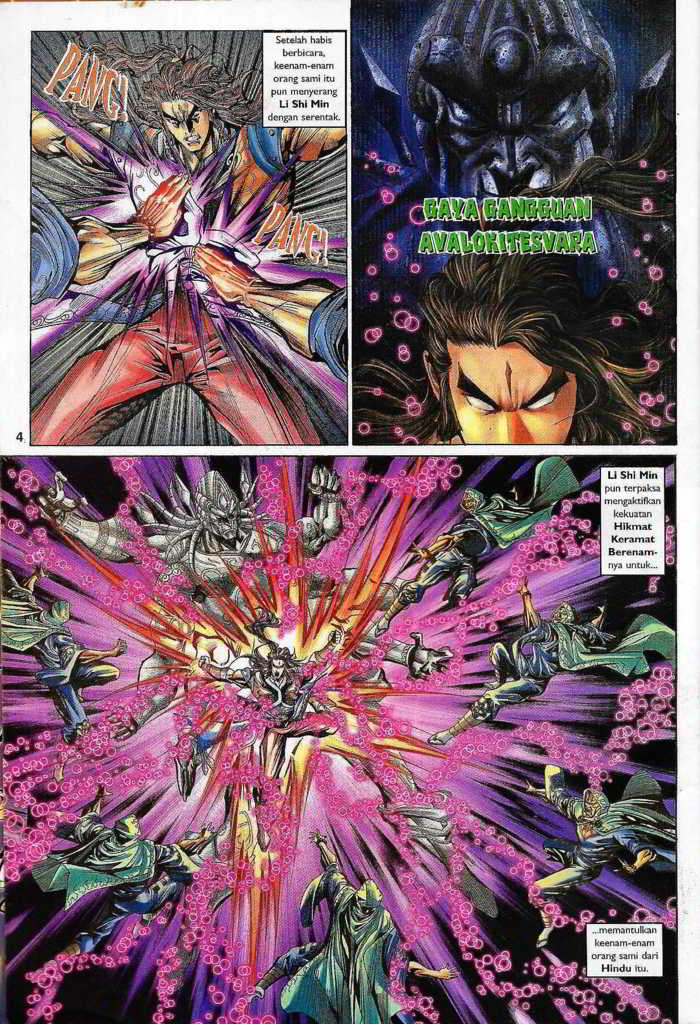 PANG!
Setelah habis
berbicara,
keenam-enam
orang sami itu
pun menyerang
Li Shi Min
dengan serentak.
PANG!
GAYA GANGGUAN
AVALOKITESVARA
4.
Li Shi Min
pun terpaksa
mengaktifkan
kekuatan
Hikmat
Keramat
Berenam-
nya untuk...
...memantulkan
keenam-enam
orang sami dari
Hindu itu.